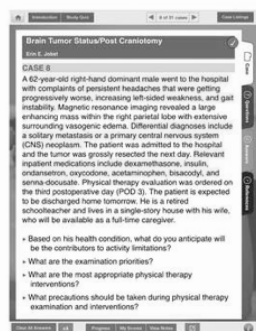 Introduction Study Quiz 8 of 31 cases Case Listings
Brain Tumor Status/Post Craniotomy
Erin E. Jobst
CASE 8
A 62-year-old right-hand dominant male went to the hospital
with complaints of persistent headaches that were getting
progressively worse, increasing left-sided weakness, and gait
instability. Magnetic resonance imaging revealed a large
enhancing mass within the right parietal lobe with extensive
surrounding vasogenic edema. Differential diagnoses include
a solitary metastasis or a primary central nervous system
(CNS) neoplasm. The patient was admitted to the hospital
and the tumor was grossly resected the next day. Relevant
inpatient medications include dexamethasone, insulin,
ondansetron, oxycodone, acetaminophen, bisacodyl, and
senna-docusate. Physical therapy evaluation was ordered on
the third postoperative day (POD 3). The patient is expected
to be discharged home tomorrow. He is a retired
schoolteacher and lives in a single-story house with his wife,
who will be available as a full-time caregiver.
Based on his health condition, what do you anticipate will
be the contributors to activity limitations?
What are the examination priorities?
What are the most appropriate physical therapy
interventions?
What precautions should be taken during physical therapy
examination and interventions?
Case
Questions
Answers
References
Clear All Answers Progress My Scores View Notes